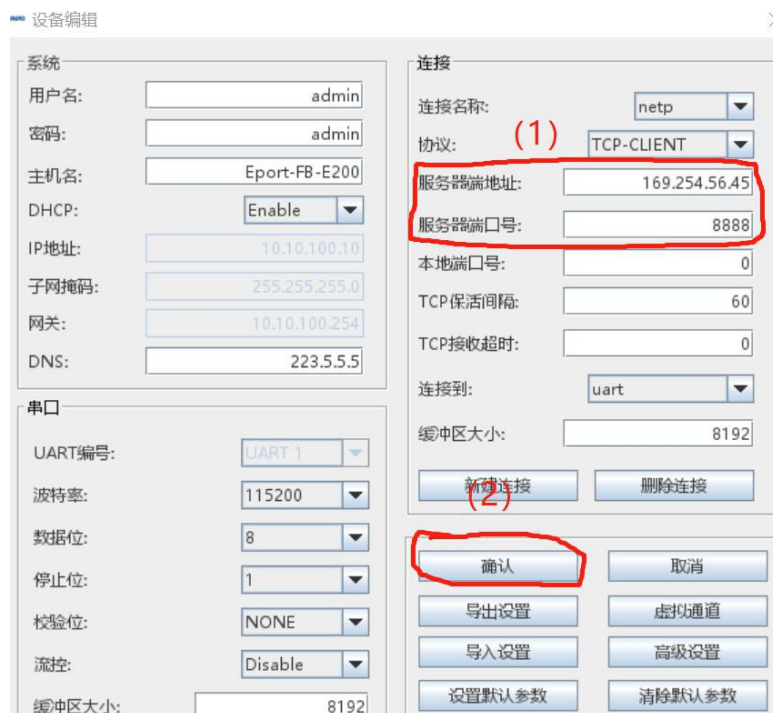 设备编辑
系统
用户名: admin
密码: admin
主机名: Eport-FB-E200
DHCP: Enable
IP地址: 10.10.100.10
子网掩码: 255.255.255.0
网关: 10.10.100.254
DNS: 223.5.5.5
串口
UART编号: UART 1
波特率: 115200
数据位: 8
停止位: 1
校验位: NONE
流控: Disable
缓冲区大小: 8192
连接
连接名称: netp
(1)
协议: TCP-CLIENT
服务器端地址: 169.254.56.45
服务器端口号: 8888
本地端口号: 0
TCP保活间隔: 60
TCP接收超时: 0
连接到: uart
缓冲区大小: 8192
新建连接 删除连接
(2)
确认 取消
导出设置 虚拟通道
导入设置 高级设置
设置默认参数 清除默认参数